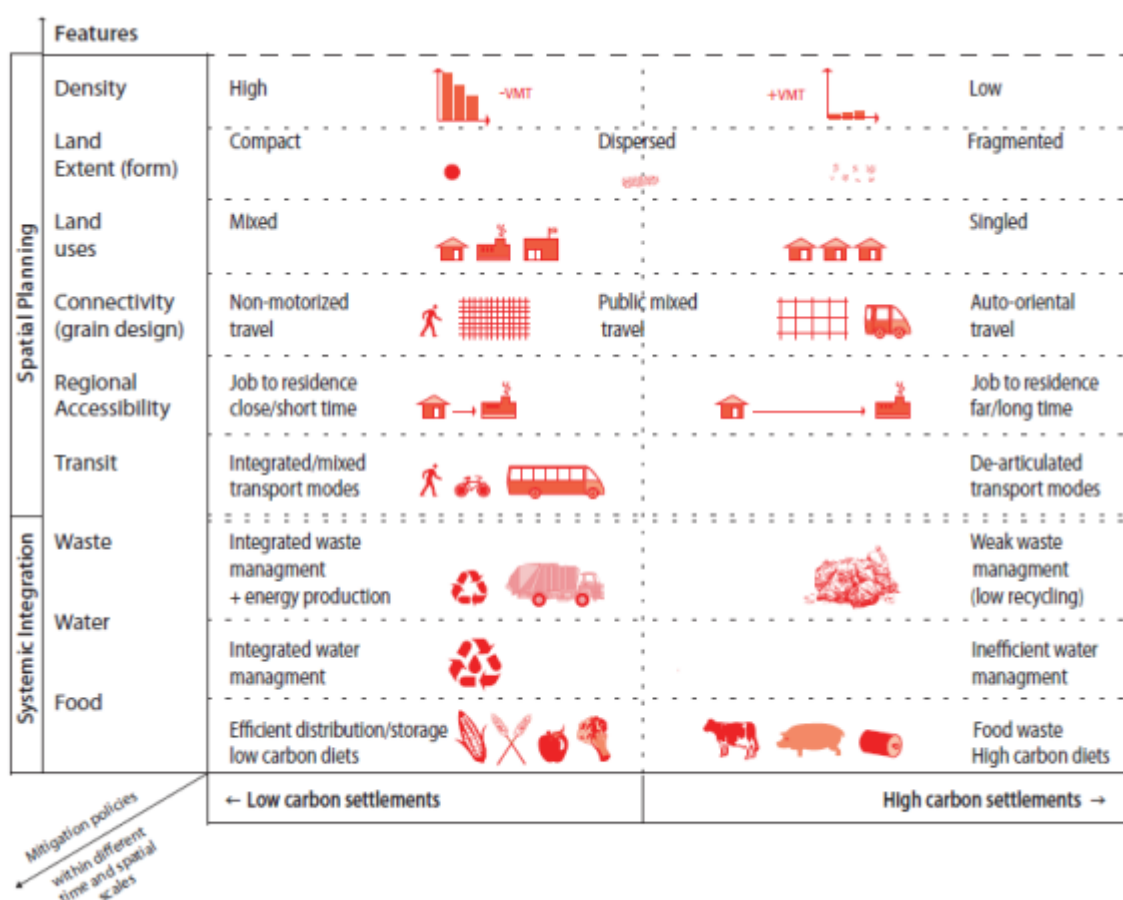 Features
Spatial Planning
Density
High
-VMT
+VMT
Low
Land
Extent (form)
Compact
Dispersed
Fragmented
Land
uses
Mixed
Singled
Connectivity
(grain design)
Non-motorized
travel
Public mixed
travel
Auto-oriental
travel
Regional
Accessibility
Job to residence
close/short time
Job to residence
far/long time
Transit
Integrated/mixed
transport modes
De-articulated
transport modes
Systemic Integration
Waste
Integrated waste
managment
+ energy production
Weak waste
managment
(low recycling)
Water
Integrated water
managment
Inefficient water
managment
Food
Efficient distribution/storage
low carbon diets
Food waste
High carbon diets
← Low carbon settlements
High carbon settlements →
Mitigation policies
within different
time and spatial
scales